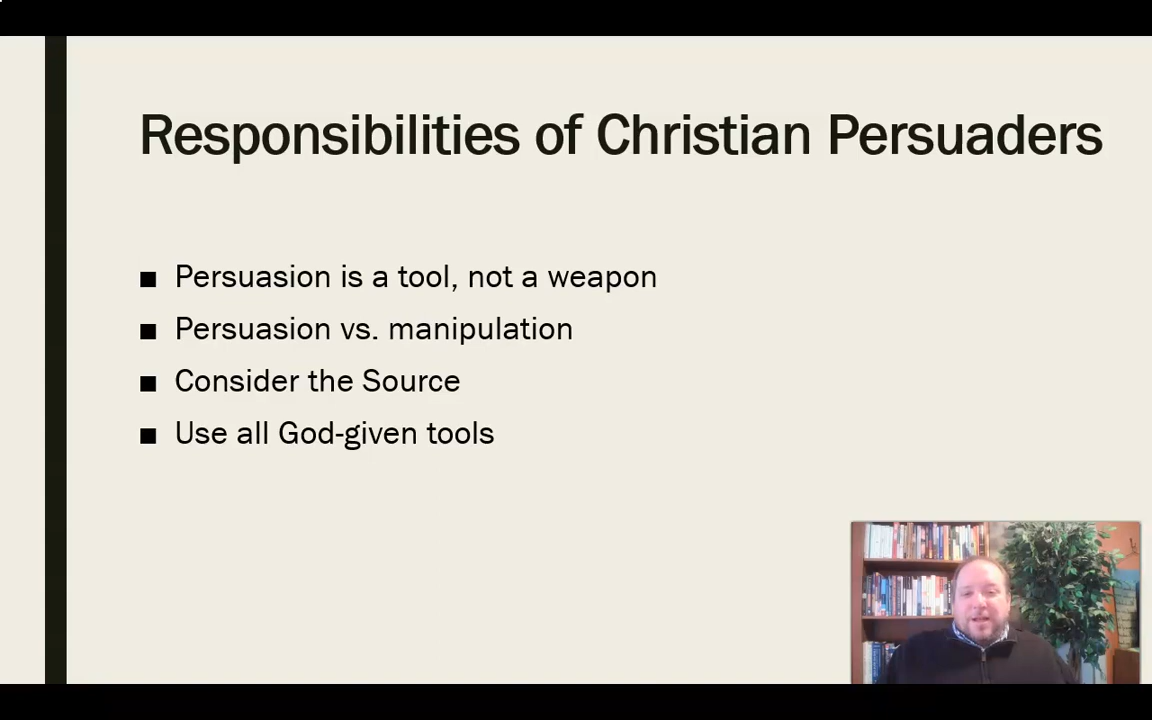 Responsibilities of Christian Persuaders
■ Persuasion is a tool, not a weapon
■ Persuasion vs. manipulation
■ Consider the Source
■ Use all God-given tools